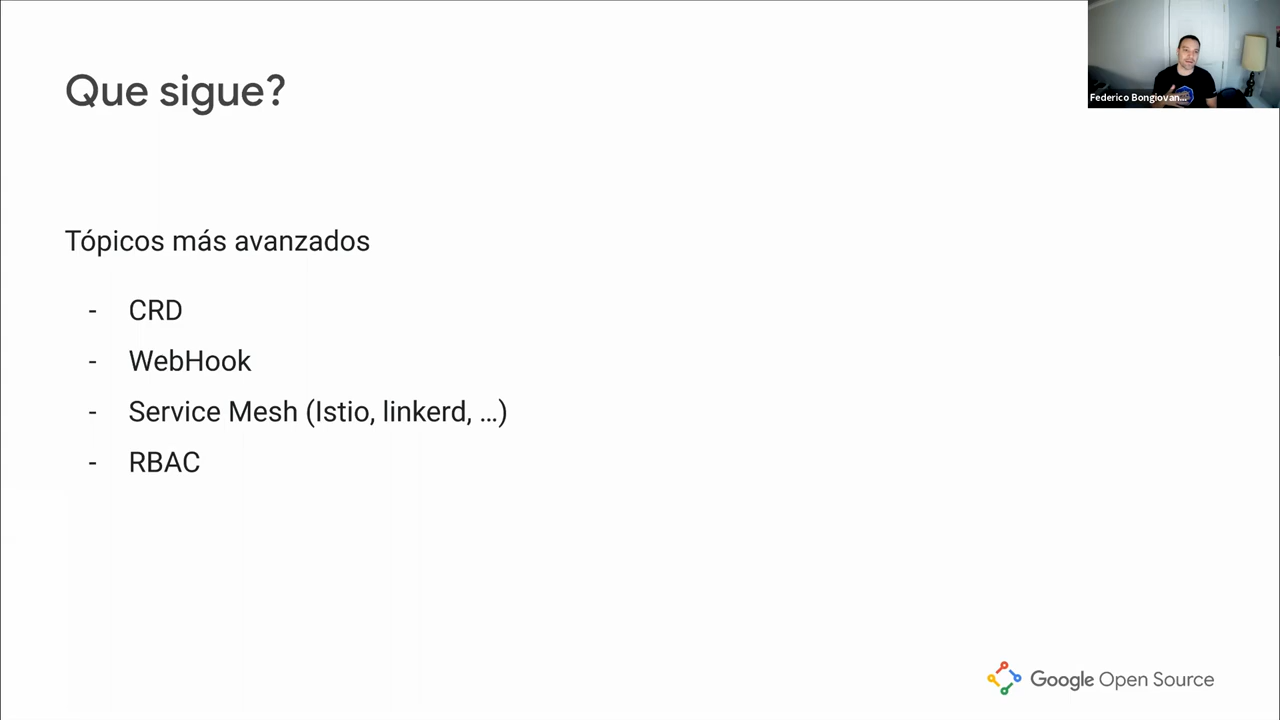 Que sigue?
Federico Bongiovan...
Tópicos más avanzados
- CRD
- WebHook
- Service Mesh (Istio, linkerd, ...)
- RBAC
Google Open Source